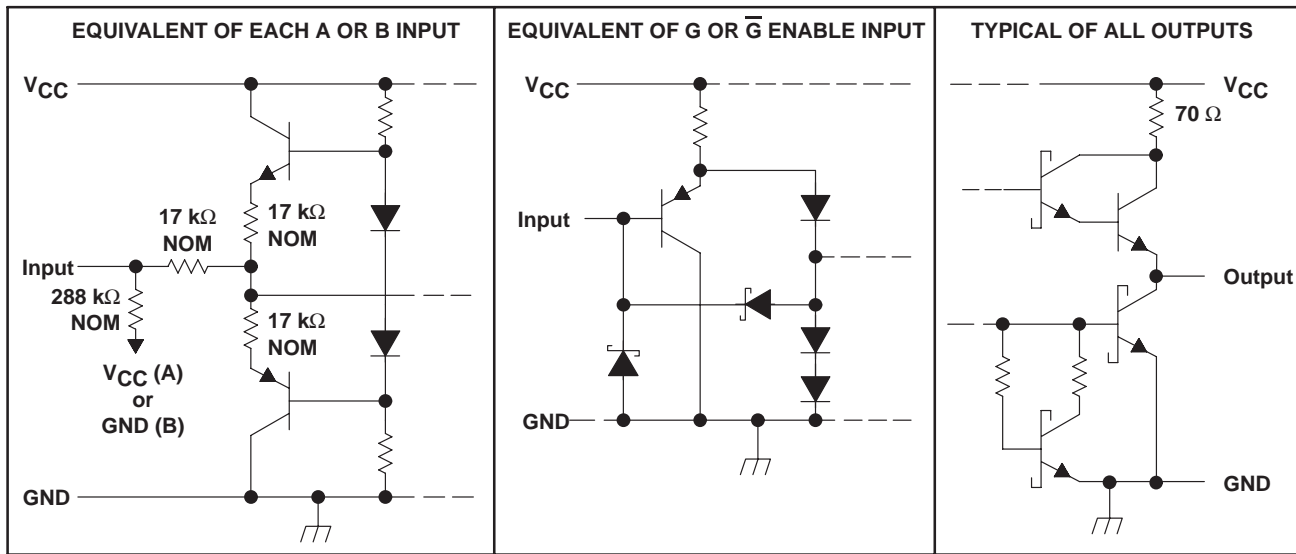 EQUIVALENT OF EACH A OR B INPUT
VCC
17 kΩ
NOM
17 kΩ
NOM
Input
288 kΩ
NOM
17 kΩ
NOM
VCC (A)
or
GND (B)
GND
EQUIVALENT OF G OR G̅ ENABLE INPUT
VCC
Input
GND
TYPICAL OF ALL OUTPUTS
VCC
70 Ω
Output
GND